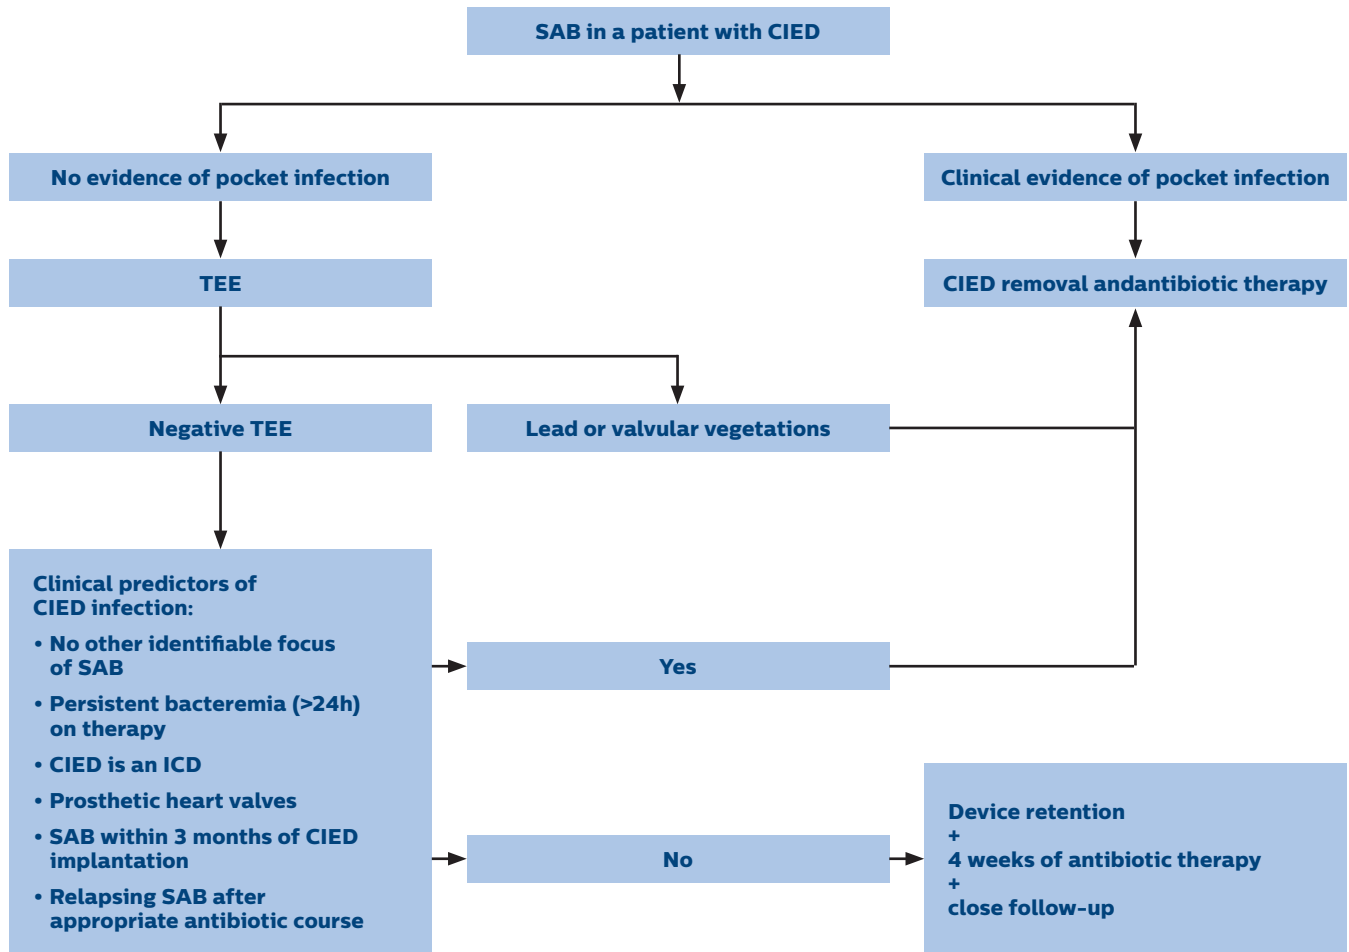 SAB in a patient with CIED
No evidence of pocket infection
Clinical evidence of pocket infection
TEE
CIED removal andantibiotic therapy
Negative TEE
Lead or valvular vegetations
Clinical predictors of
CIED infection:
• No other identifiable focus
of SAB
• Persistent bacteremia (>24h)
on therapy
• CIED is an ICD
• Prosthetic heart valves
• SAB within 3 months of CIED
implantation
• Relapsing SAB after
appropriate antibiotic course
Yes
No
Device retention
+
4 weeks of antibiotic therapy
+
close follow-up